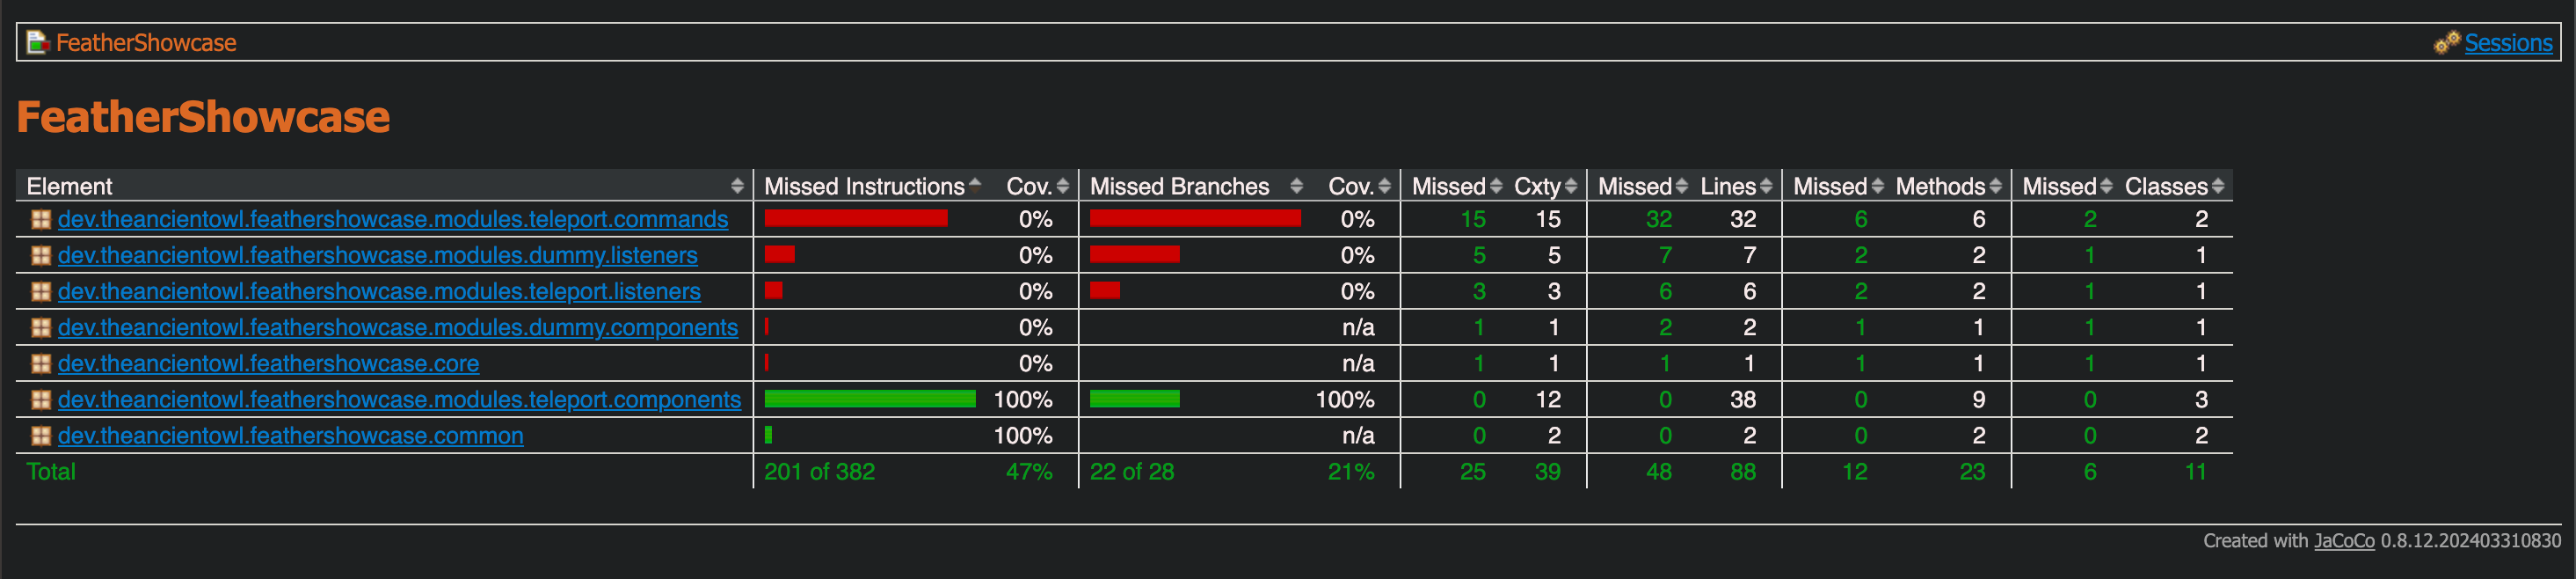 FeatherShowcase Sessions
FeatherShowcase
Element Missed Instructions Cov. Missed Branches Cov. Missed Cxty Missed Lines Missed Methods Missed Classes
dev.theancientowl.feathershowcase.modules.teleport.commands 0% 0% 15 15 32 32 6 6 2 2
dev.theancientowl.feathershowcase.modules.dummy.listeners 0% 0% 5 5 7 7 2 2 1 1
dev.theancientowl.feathershowcase.modules.teleport.listeners 0% 0% 3 3 6 6 2 2 1 1
dev.theancientowl.feathershowcase.modules.dummy.components 0% n/a 1 1 2 2 1 1 1 1
dev.theancientowl.feathershowcase.core 0% n/a 1 1 1 1 1 1 1 1
dev.theancientowl.feathershowcase.modules.teleport.components 100% 100% 0 12 0 38 0 9 0 3
dev.theancientowl.feathershowcase.common 100% n/a 0 2 0 2 0 2 0 2
Total 201 of 382 47% 22 of 28 21% 25 39 48 88 12 23 6 11
Created with JaCoCo 0.8.12.202403310830